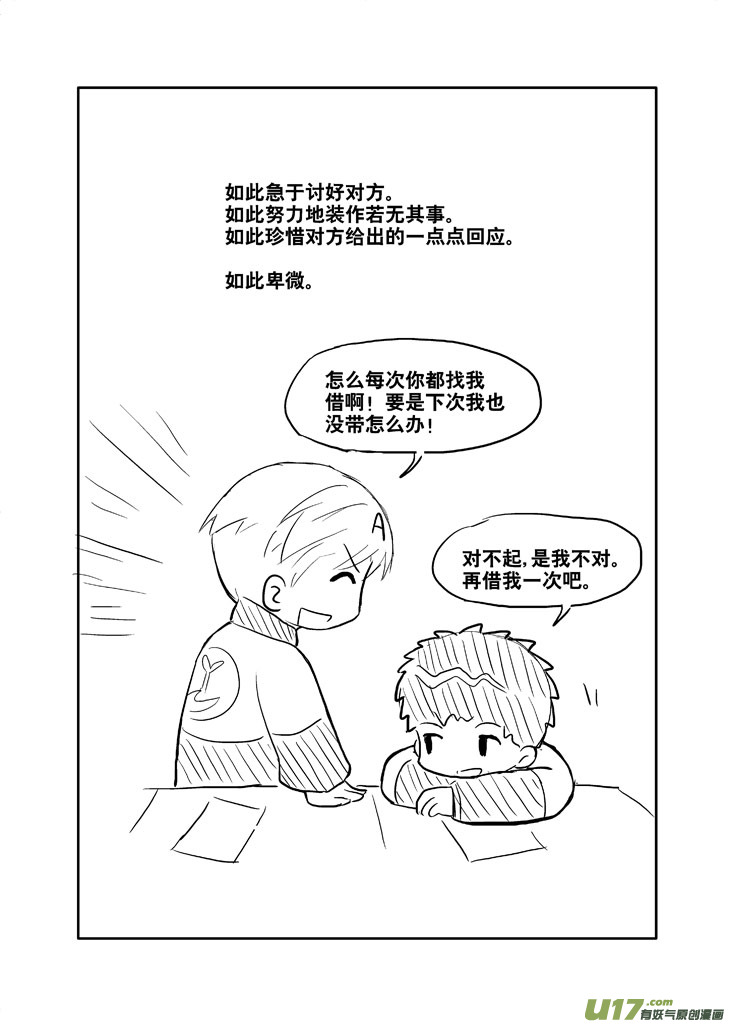 如此急于讨好对方。
如此努力地装作若无其事。
如此珍惜对方给出的一点点回应。
如此卑微。
怎么每次你都找我
借啊！要是下次我也
没带怎么办！
A
对不起，是我不对。
再借我一次吧。
U17.com
有妖气原创漫画